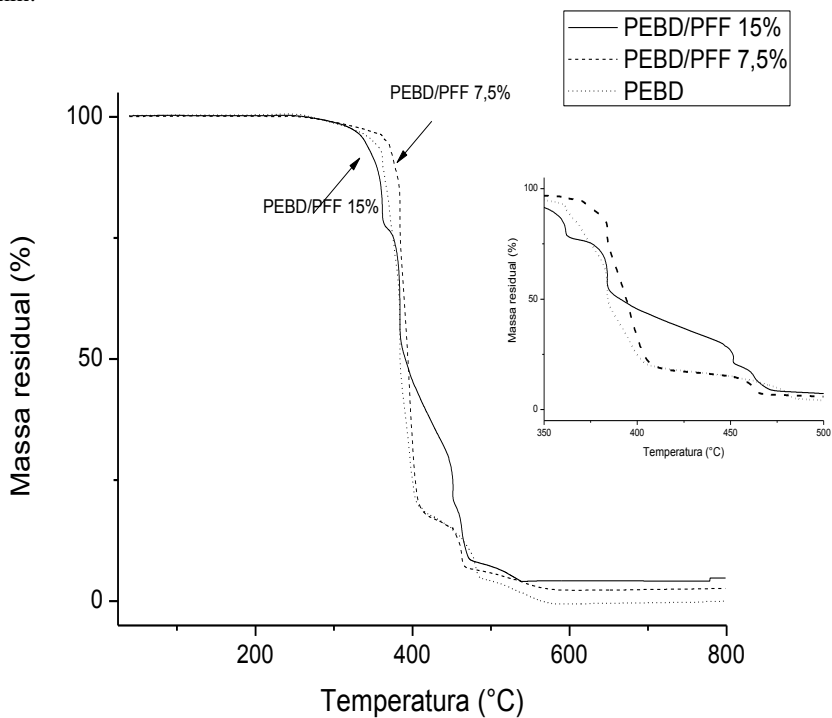 PEBD/PFF 15%
PEBD/PFF 7,5%
PEBD
PEBD/PFF 7,5%
PEBD/PFF 15%
100
50
0
Massa residual (%)
200
400
600
800
Temperatura (°C)
100
50
0
Massa residual (%)
350
400
450
500
Temperatura (°C)